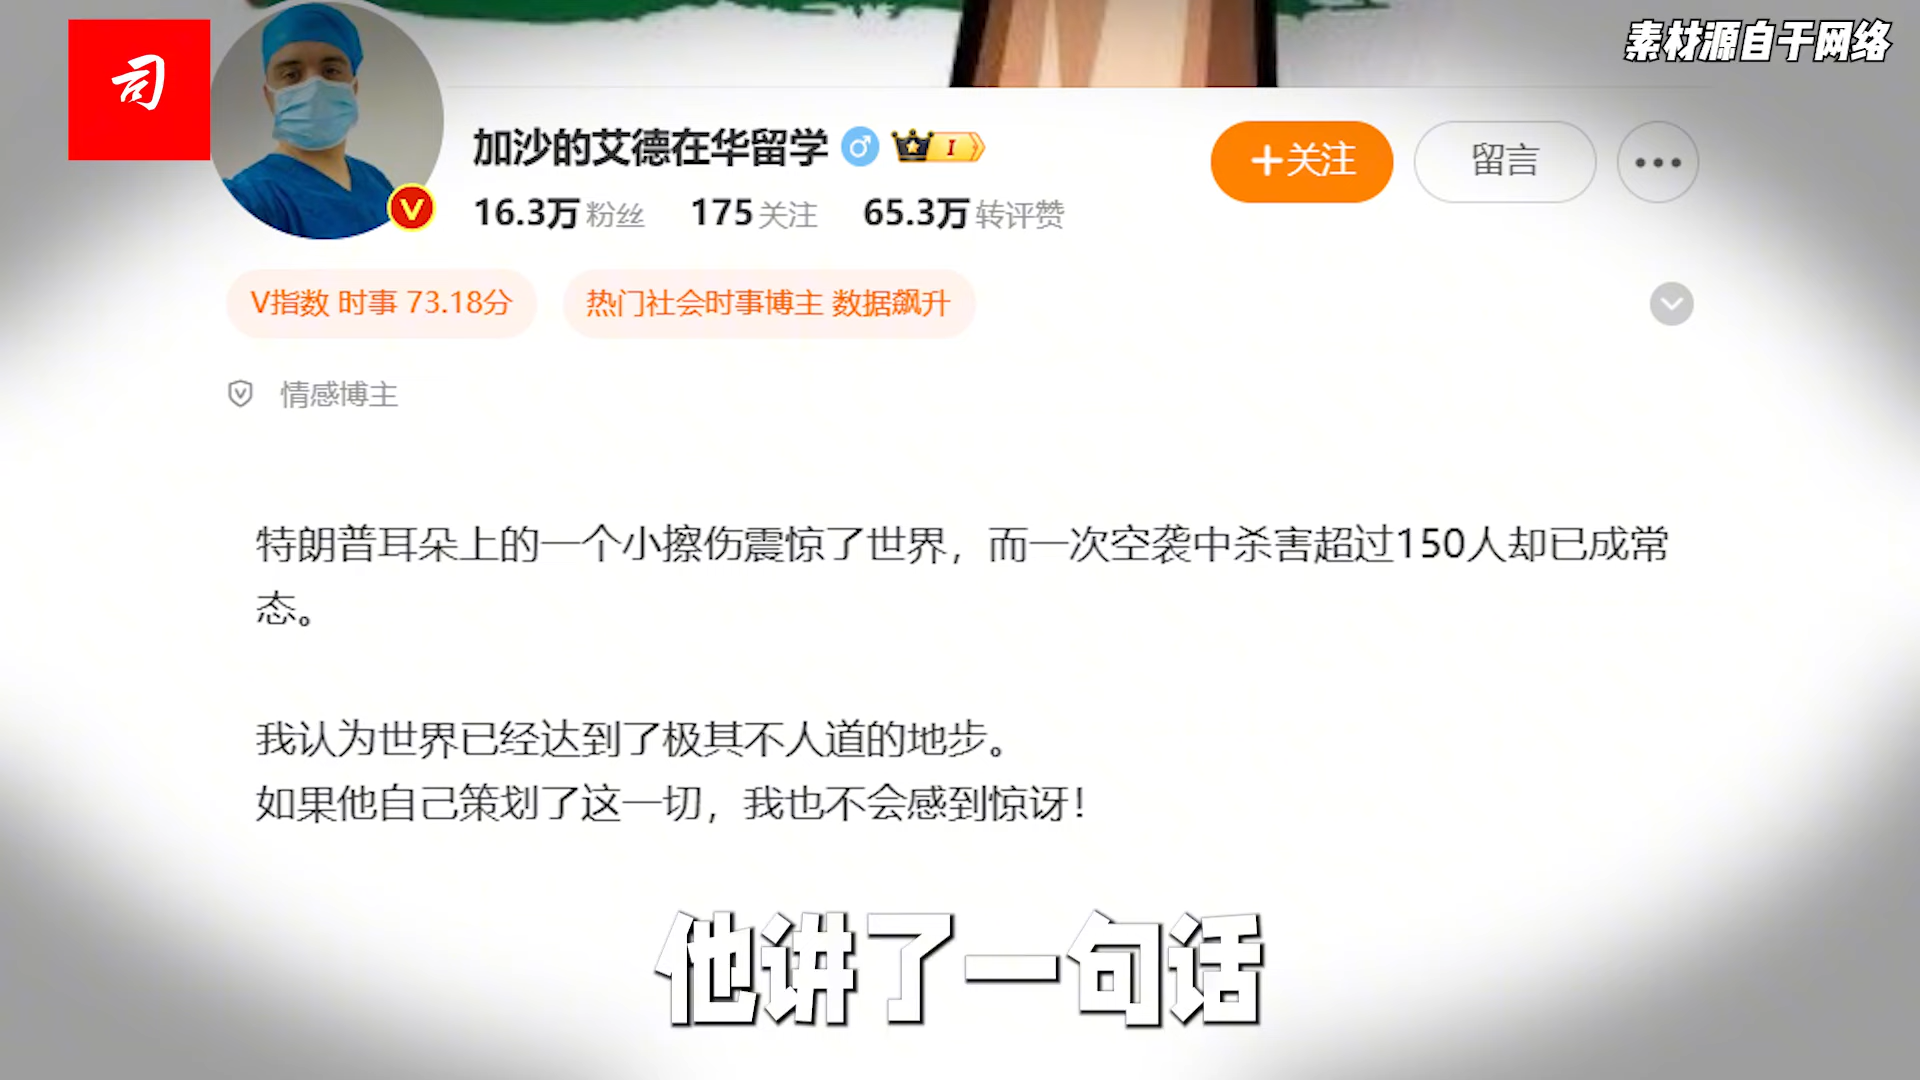 司
素材源自于网络
加沙的艾德在华留学
I
+关注
留言
16.3万粉丝 175关注 65.3万转评赞
V指数 时事 73.18分
热门社会时事博主 数据飙升
情感博主
特朗普耳朵上的一个小擦伤震惊了世界，而一次空袭中杀害超过150人却已成常
态。
我认为世界已经达到了极其不人道的地步。
如果他自己策划了这一切，我也不会感到惊讶！
他讲了一句话